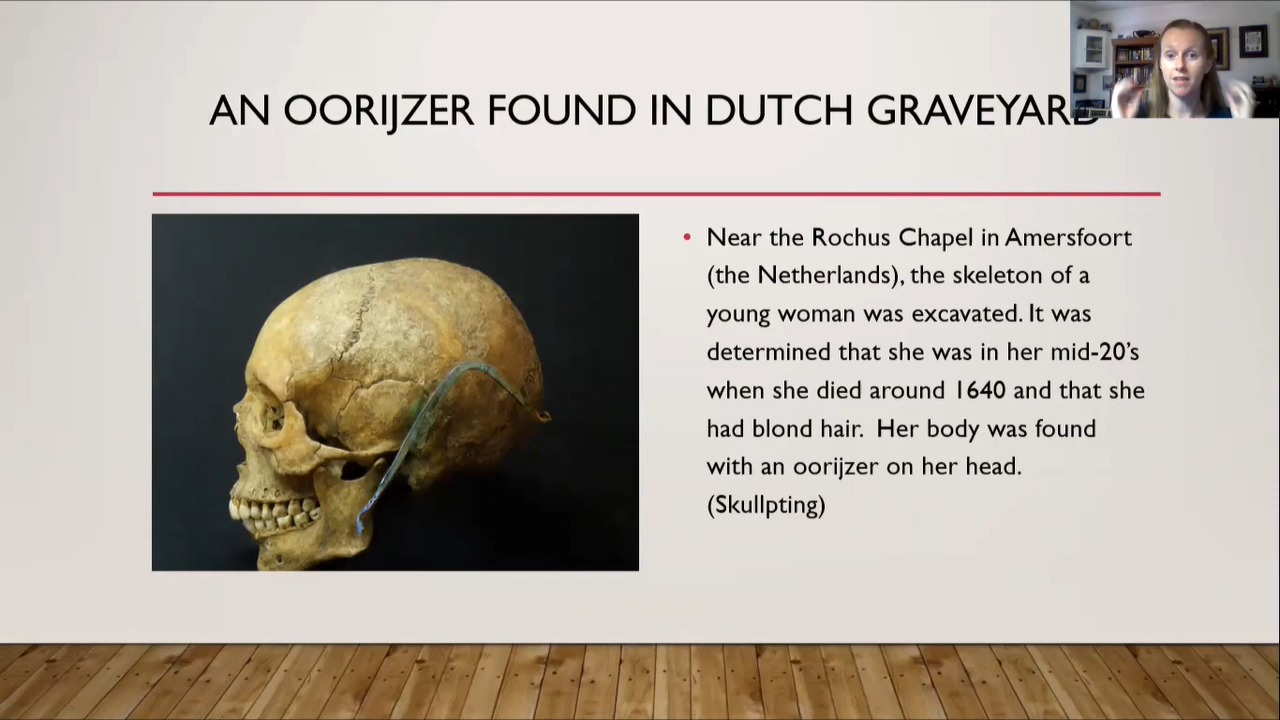 AN OORIJZER FOUND IN DUTCH GRAVEYARD
• Near the Rochus Chapel in Amersfoort
(the Netherlands), the skeleton of a
young woman was excavated. It was
determined that she was in her mid-20's
when she died around 1640 and that she
had blond hair.  Her body was found
with an oorijzer on her head.
(Skullpting)